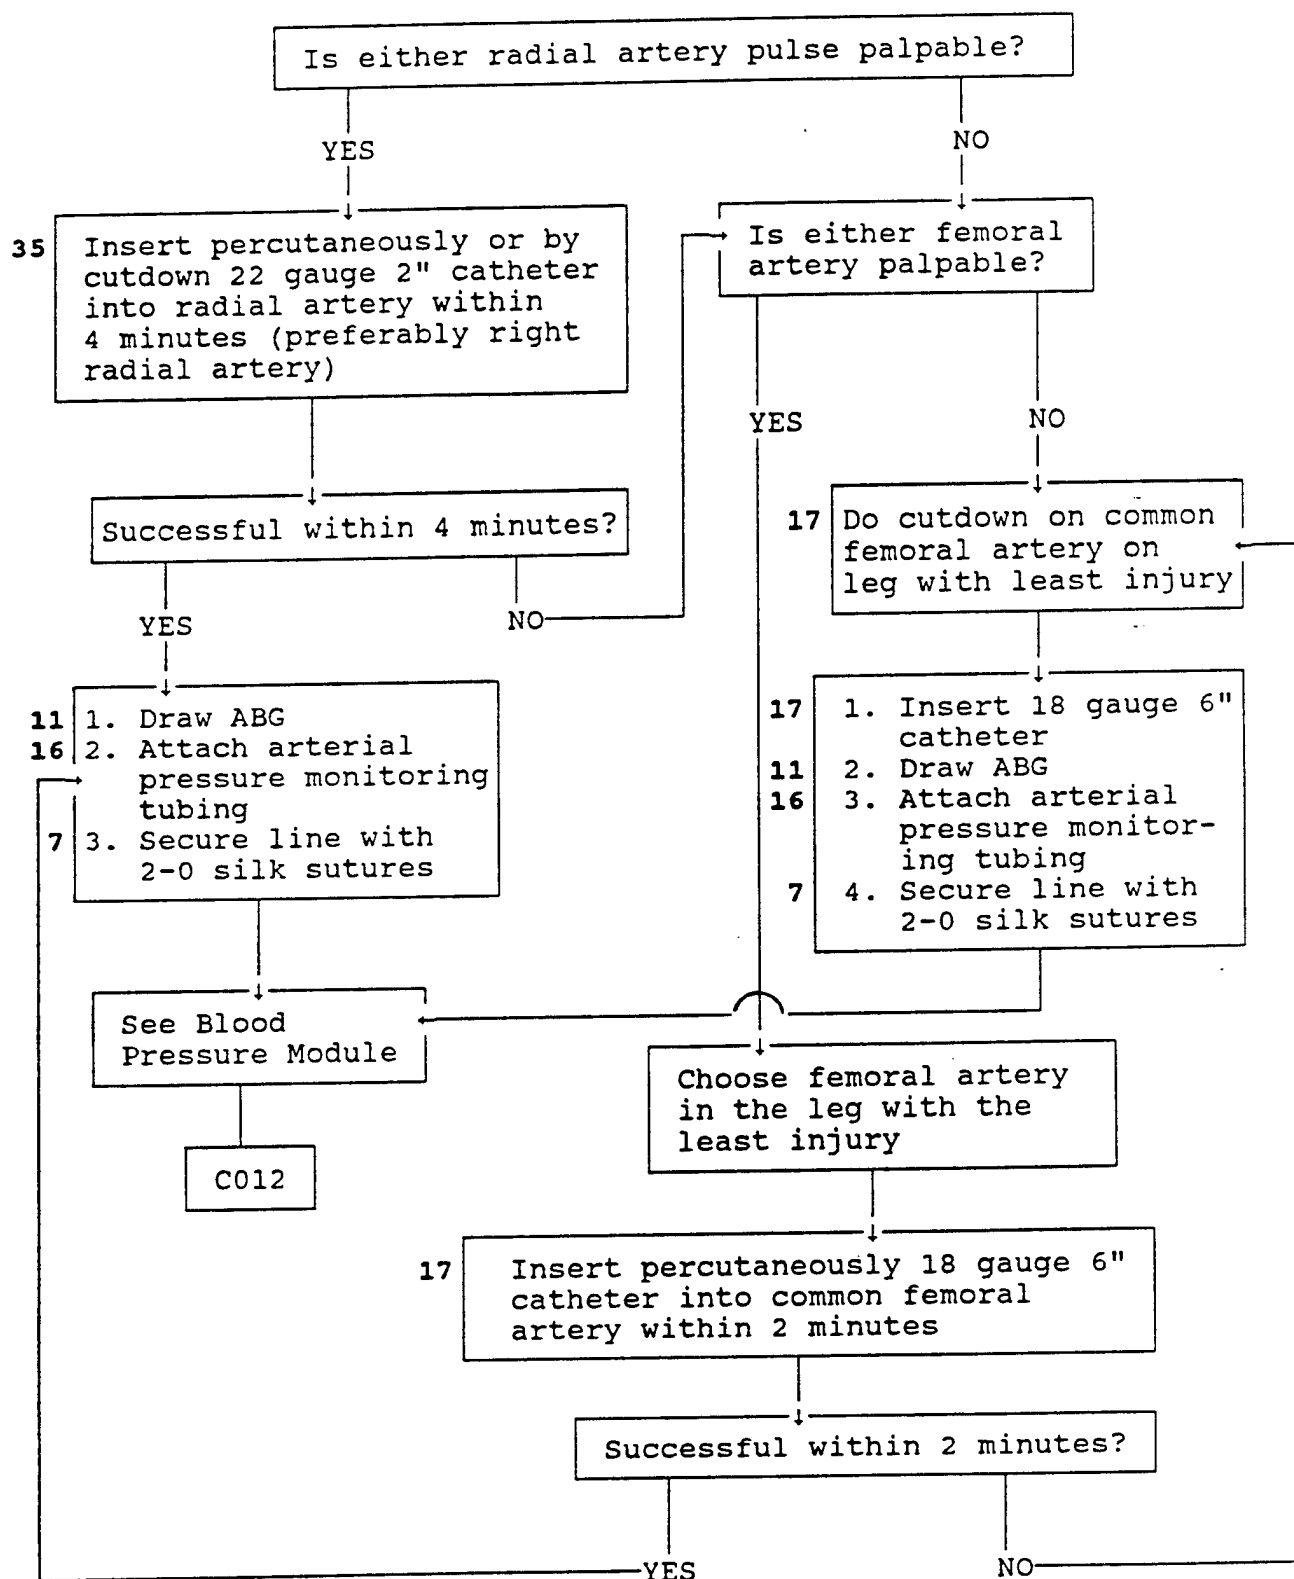 Is either radial artery pulse palpable?
YES
NO
35 Insert percutaneously or by
cutdown 22 gauge 2" catheter
into radial artery within
4 minutes (preferably right
radial artery)
Is either femoral
artery palpable?
YES
NO
Successful within 4 minutes?
YES
NO
17 Do cutdown on common
femoral artery on
leg with least injury
11 1. Draw ABG
16 2. Attach arterial
pressure monitoring
tubing
7 3. Secure line with
2-0 silk sutures
17 1. Insert 18 gauge 6"
catheter
11 2. Draw ABG
16 3. Attach arterial
pressure monitor-
ing tubing
7 4. Secure line with
2-0 silk sutures
See Blood
Pressure Module
C012
Choose femoral artery
in the leg with the
least injury
17 Insert percutaneously 18 gauge 6"
catheter into common femoral
artery within 2 minutes
Successful within 2 minutes?
YES
NO